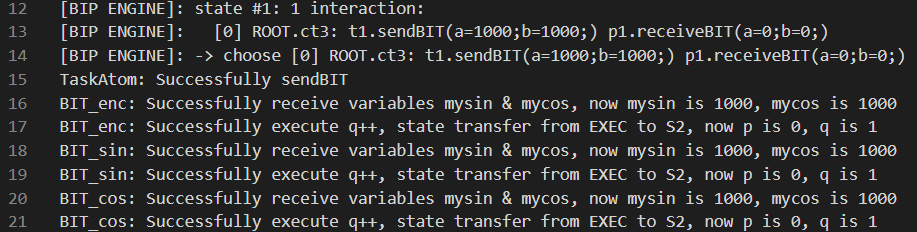 12 [BIP ENGINE]: state #1: 1 interaction:
13 [BIP ENGINE]:   [0] ROOT.ct3: t1.sendBIT(a=1000;b=1000;) p1.receiveBIT(a=0;b=0;)
14 [BIP ENGINE]: -> choose [0] ROOT.ct3: t1.sendBIT(a=1000;b=1000;) p1.receiveBIT(a=0;b=0;)
15 TaskAtom: Successfully sendBIT
16 BIT_enc: Successfully receive variables mysin & mycos, now mysin is 1000, mycos is 1000
17 BIT_enc: Successfully execute q++, state transfer from EXEC to S2, now p is 0, q is 1
18 BIT_sin: Successfully receive variables mysin & mycos, now mysin is 1000, mycos is 1000
19 BIT_sin: Successfully execute q++, state transfer from EXEC to S2, now p is 0, q is 1
20 BIT_cos: Successfully receive variables mysin & mycos, now mysin is 1000, mycos is 1000
21 BIT_cos: Successfully execute q++, state transfer from EXEC to S2, now p is 0, q is 1